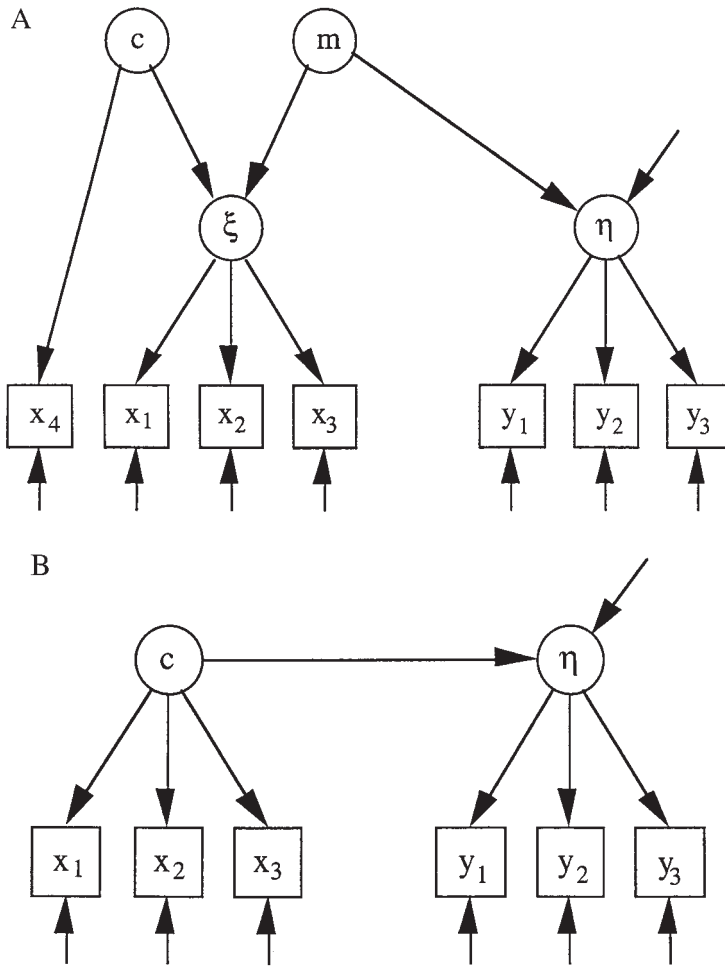 A
c m
ξ η
x₄ x₁ x₂ x₃ y₁ y₂ y₃
B
c η
x₁ x₂ x₃ y₁ y₂ y₃